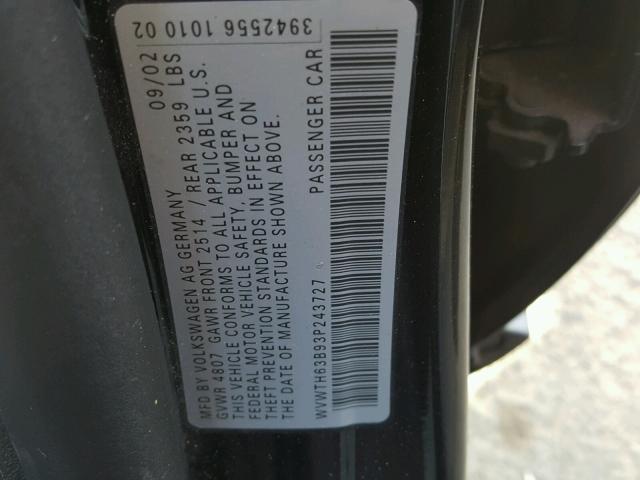 MFD BY VOLKSWAGEN AG GERMANY 09/02
GVWR 4807 GAWR FRONT 2514 / REAR 2359 LBS
THIS VEHICLE CONFORMS TO ALL APPLICABLE U.S.
FEDERAL MOTOR VEHICLE SAFETY, BUMPER AND
THEFT PREVENTION STANDARDS IN EFFECT ON
THE DATE OF MANUFACTURE SHOWN ABOVE.
WVWTH63B93P243727 PASSENGER CAR
3942556 1010 02